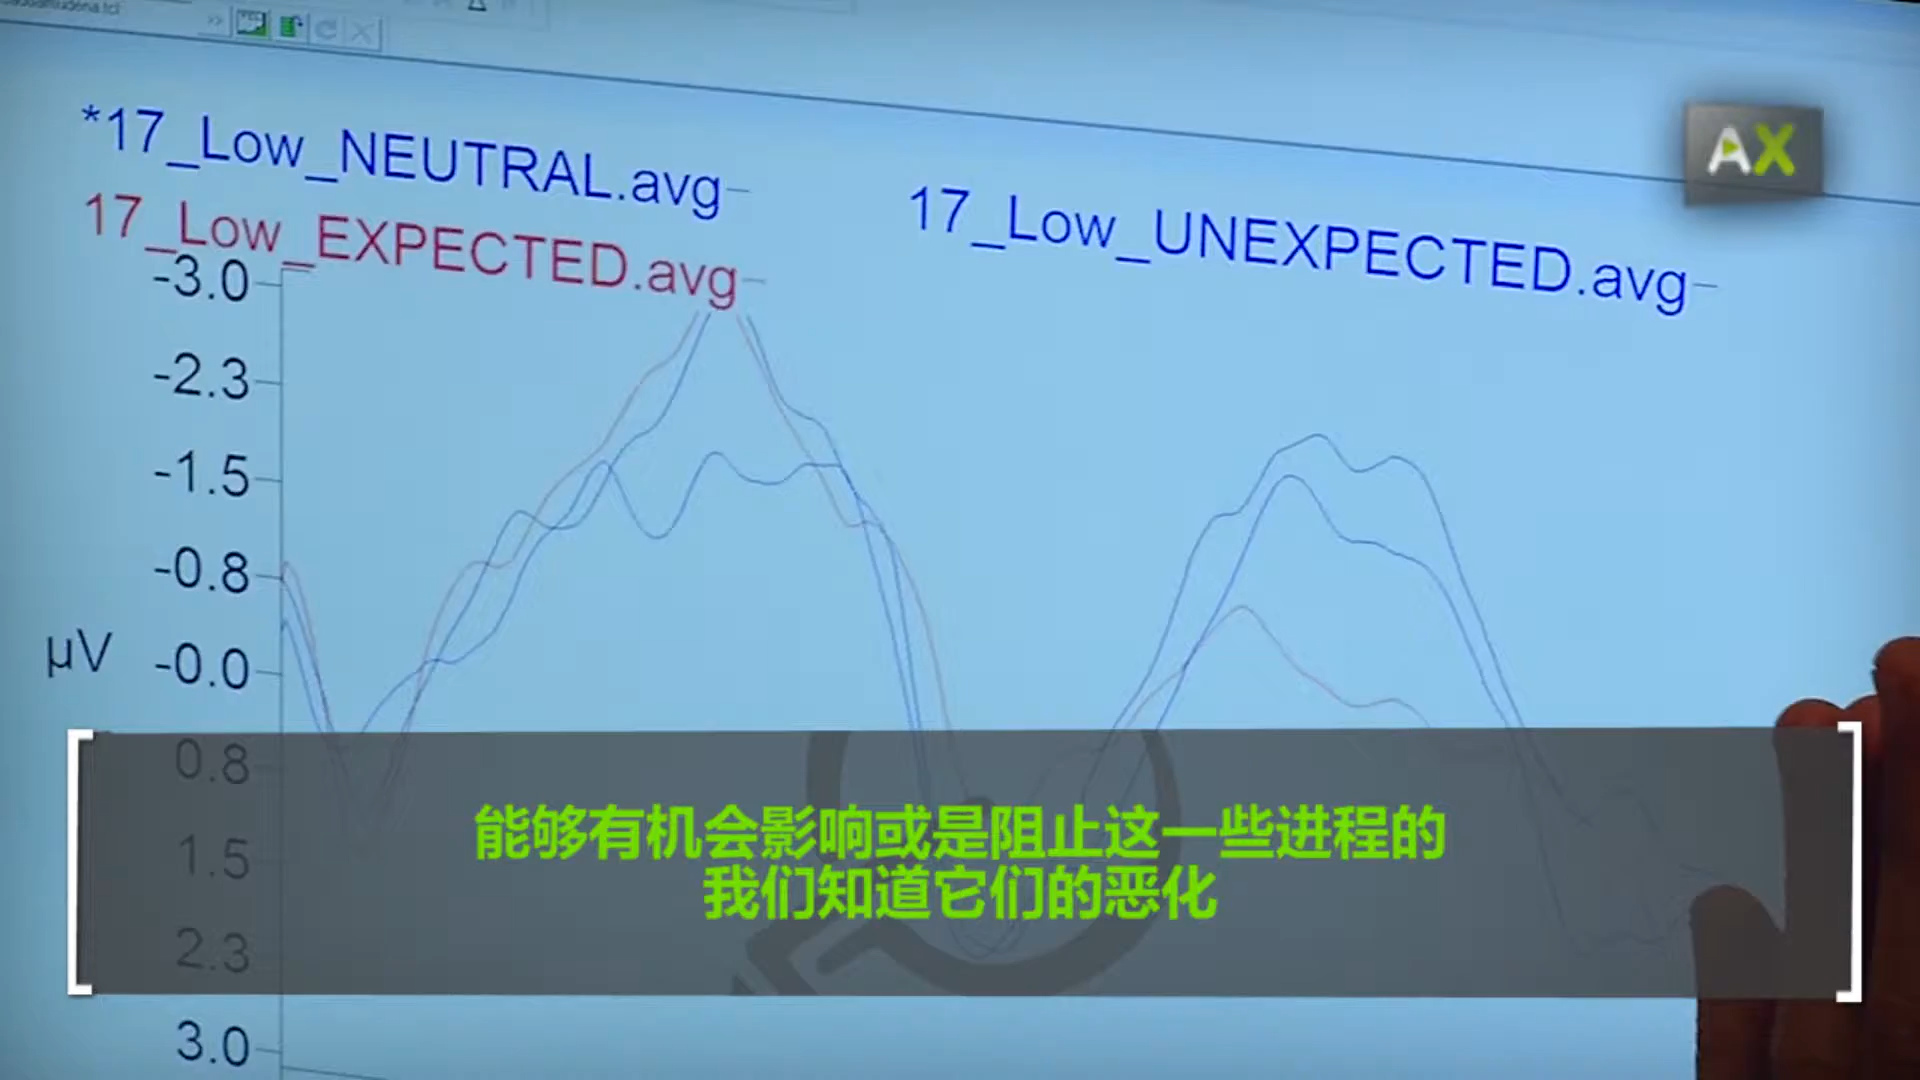 *17_Low_NEUTRAL.avg
17_Low_EXPECTED.avg
17_Low_UNEXPECTED.avg
AX
-3.0
-2.3
-1.5
-0.8
µV
-0.0
0.8
1.5
2.3
3.0
能够有机会影响或是阻止这一些进程的
我们知道它们的恶化